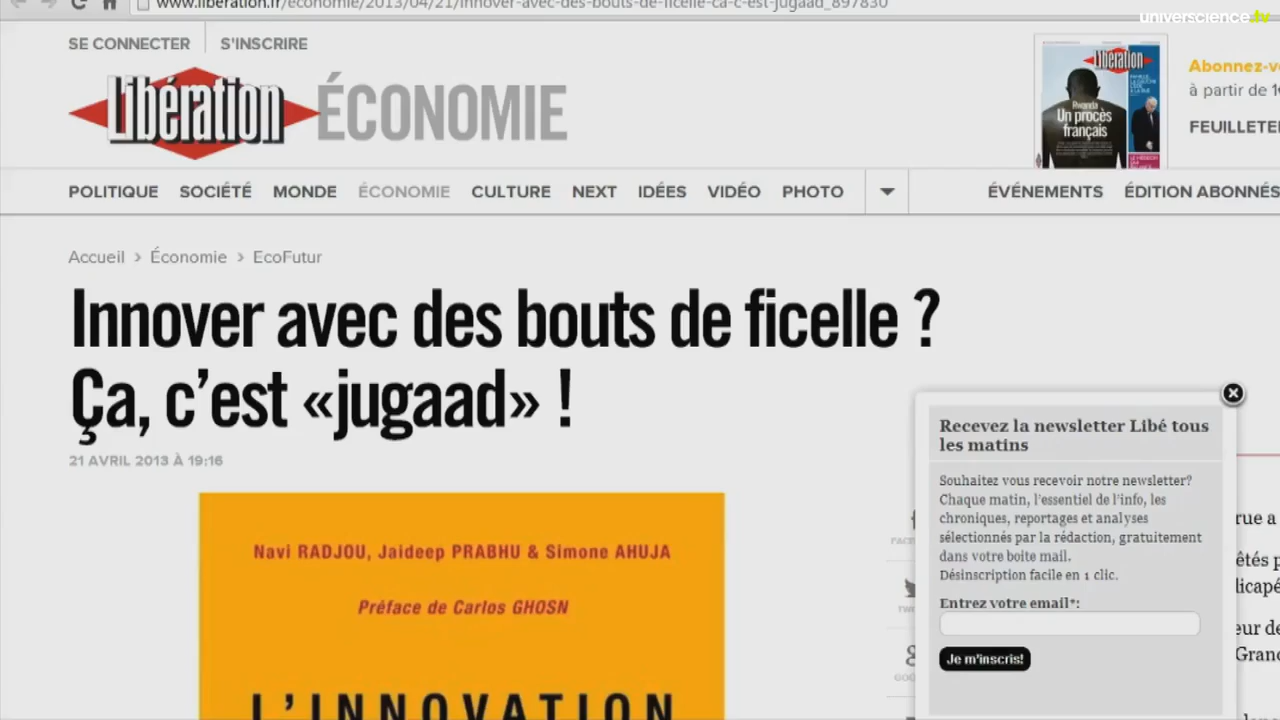 www.liberation.fr/economie/2013/04/21/innover-avec-des-bouts-de-ficelle-ca-c-est-jugaad_897830
universcience.tv
SE CONNECTER
S'INSCRIRE
Libération
ÉCONOMIE
Libération
Rwanda
Un procès
français
Abonnez-v
à partir de 1
FEUILLETE
POLITIQUE
SOCIÉTÉ
MONDE
ÉCONOMIE
CULTURE
NEXT
IDÉES
VIDÉO
PHOTO
ÉVÉNEMENTS
ÉDITION ABONNÉS
Accueil › Économie › EcoFutur
Innover avec des bouts de ficelle ?
Ça, c’est «jugaad» !
21 AVRIL 2013 À 19:16
Navi RADJOU, Jaideep PRABHU & Simone AHUJA
Préface de Carlos GHOSN
L'INNOVATION
Recevez la newsletter Libé tous
les matins
Souhaitez vous recevoir notre newsletter?
Chaque matin, l’essentiel de l’info, les
chroniques, reportages et analyses
sélectionnés par la rédaction, gratuitement
dans votre boite mail.
Désinscription facile en 1 clic.
Entrez votre email*:
Je m'inscris!